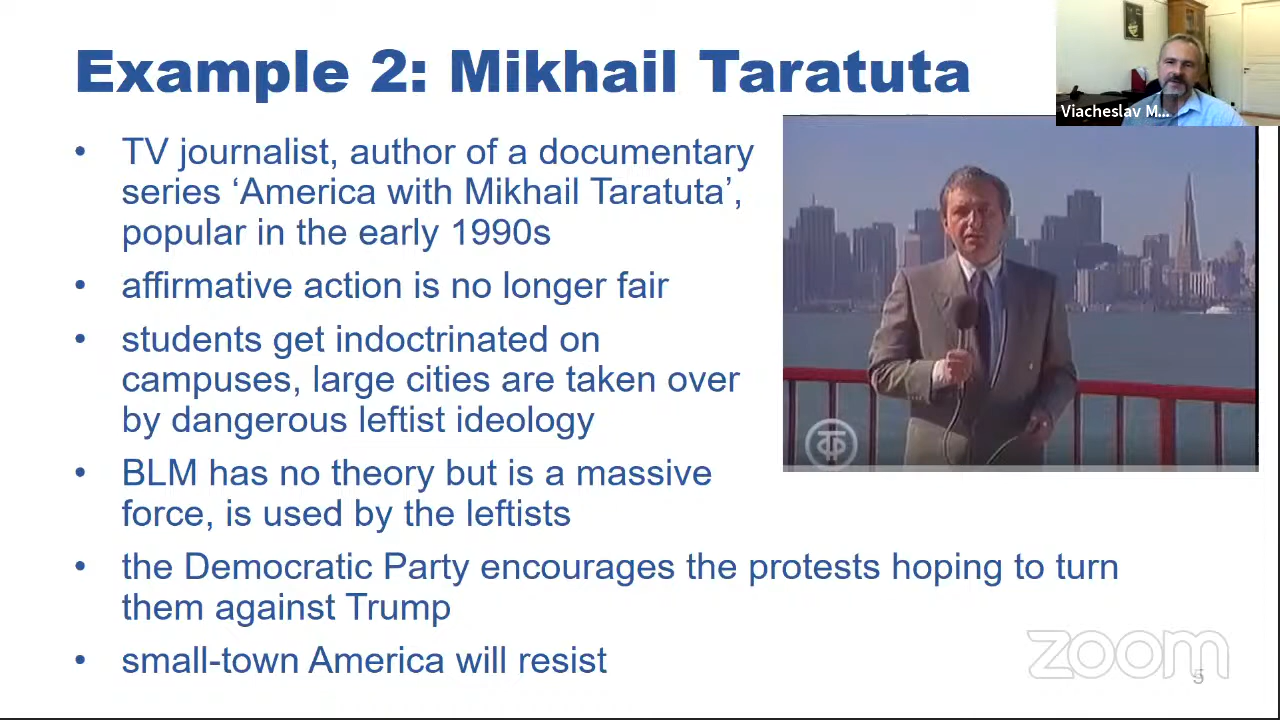 Example 2: Mikhail Taratuta
Viacheslav M...
• TV journalist, author of a documentary
series ‘America with Mikhail Taratuta’,
popular in the early 1990s
• affirmative action is no longer fair
• students get indoctrinated on
campuses, large cities are taken over
by dangerous leftist ideology
• BLM has no theory but is a massive
force, is used by the leftists
• the Democratic Party encourages the protests hoping to turn
them against Trump
• small-town America will resist
zoom
5